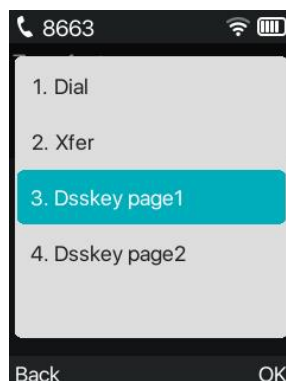 8663
1. Dial
2. Xfer
3. Dsskey page1
4. Dsskey page2
Back OK